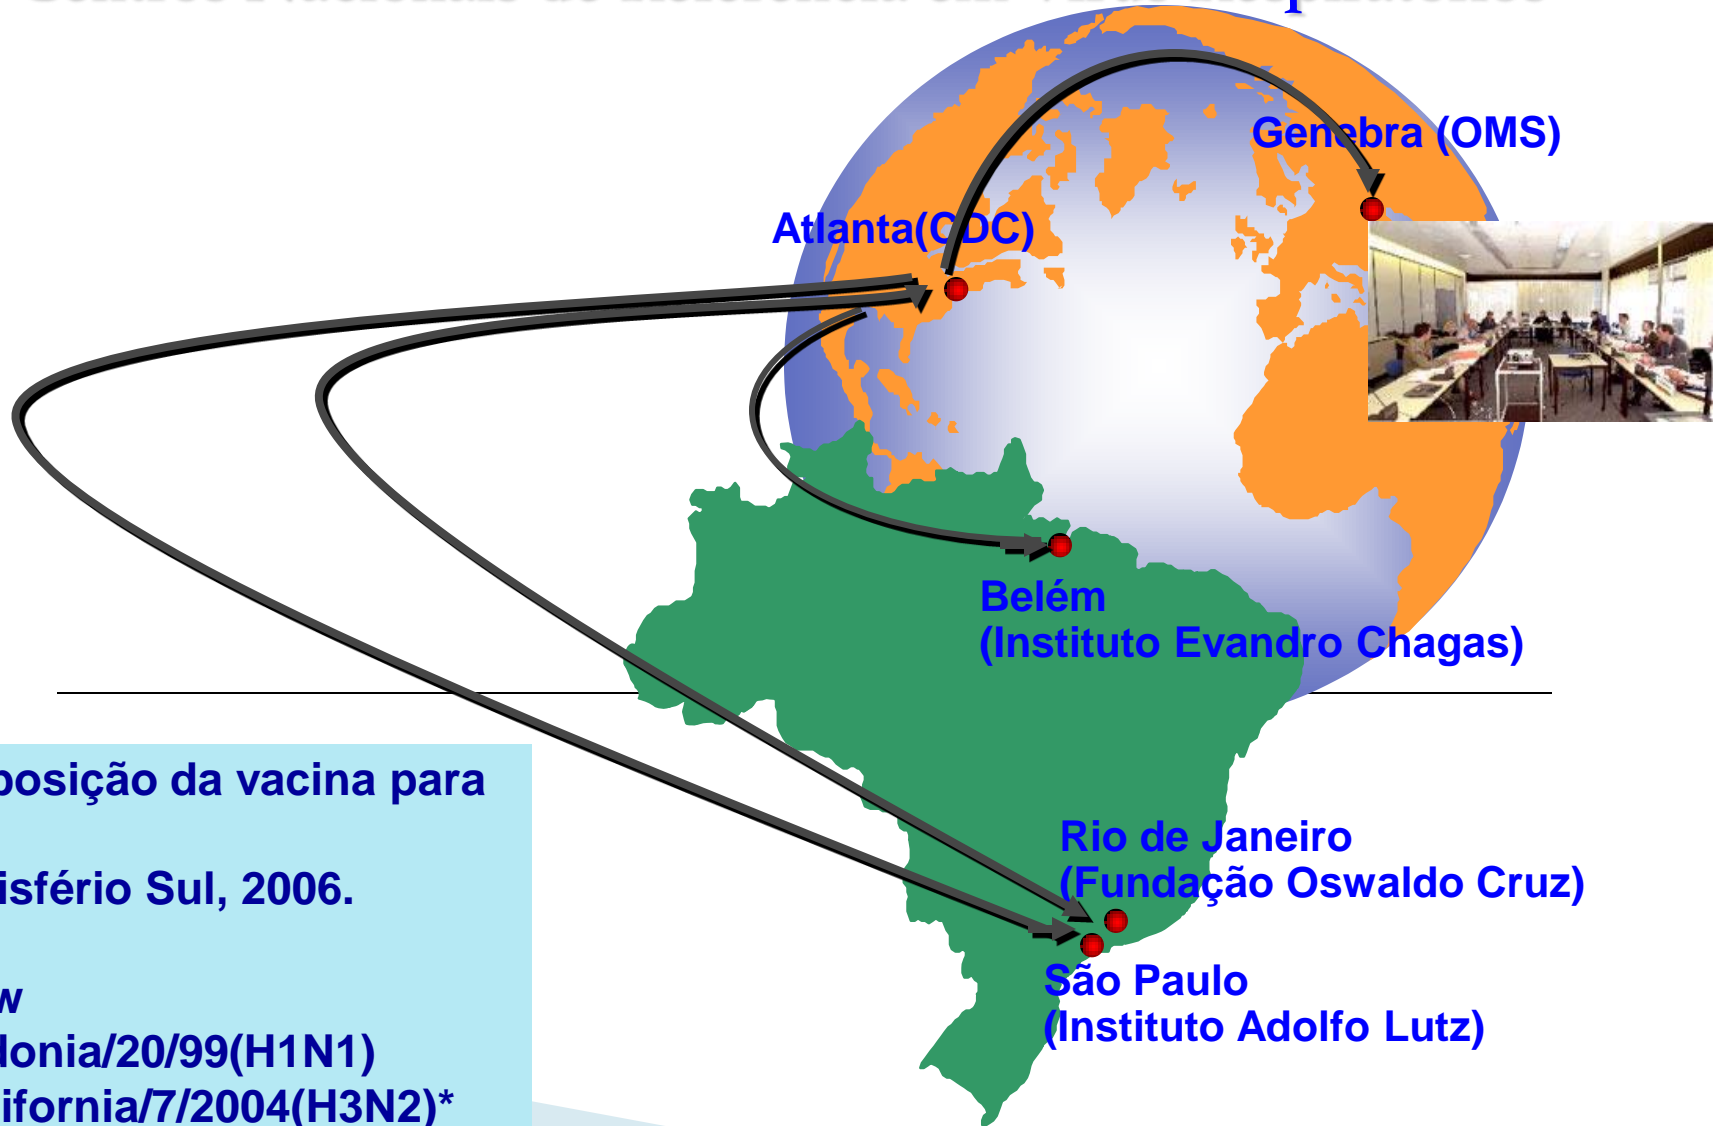 Genebra (OMS)
Atlanta(CDC)
Belém
(Instituto Evandro Chagas)
posição da vacina para
isfério Sul, 2006.
w
donia/20/99(H1N1)
ifornia/7/2004(H3N2)*
Rio de Janeiro
(Fundação Oswaldo Cruz)
São Paulo
(Instituto Adolfo Lutz)